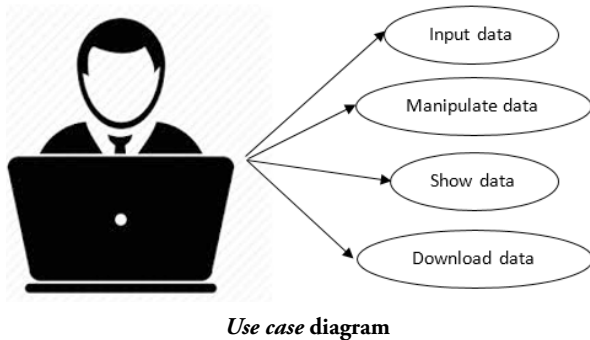 Input data
Manipulate data
Show data
Download data
Use case diagram